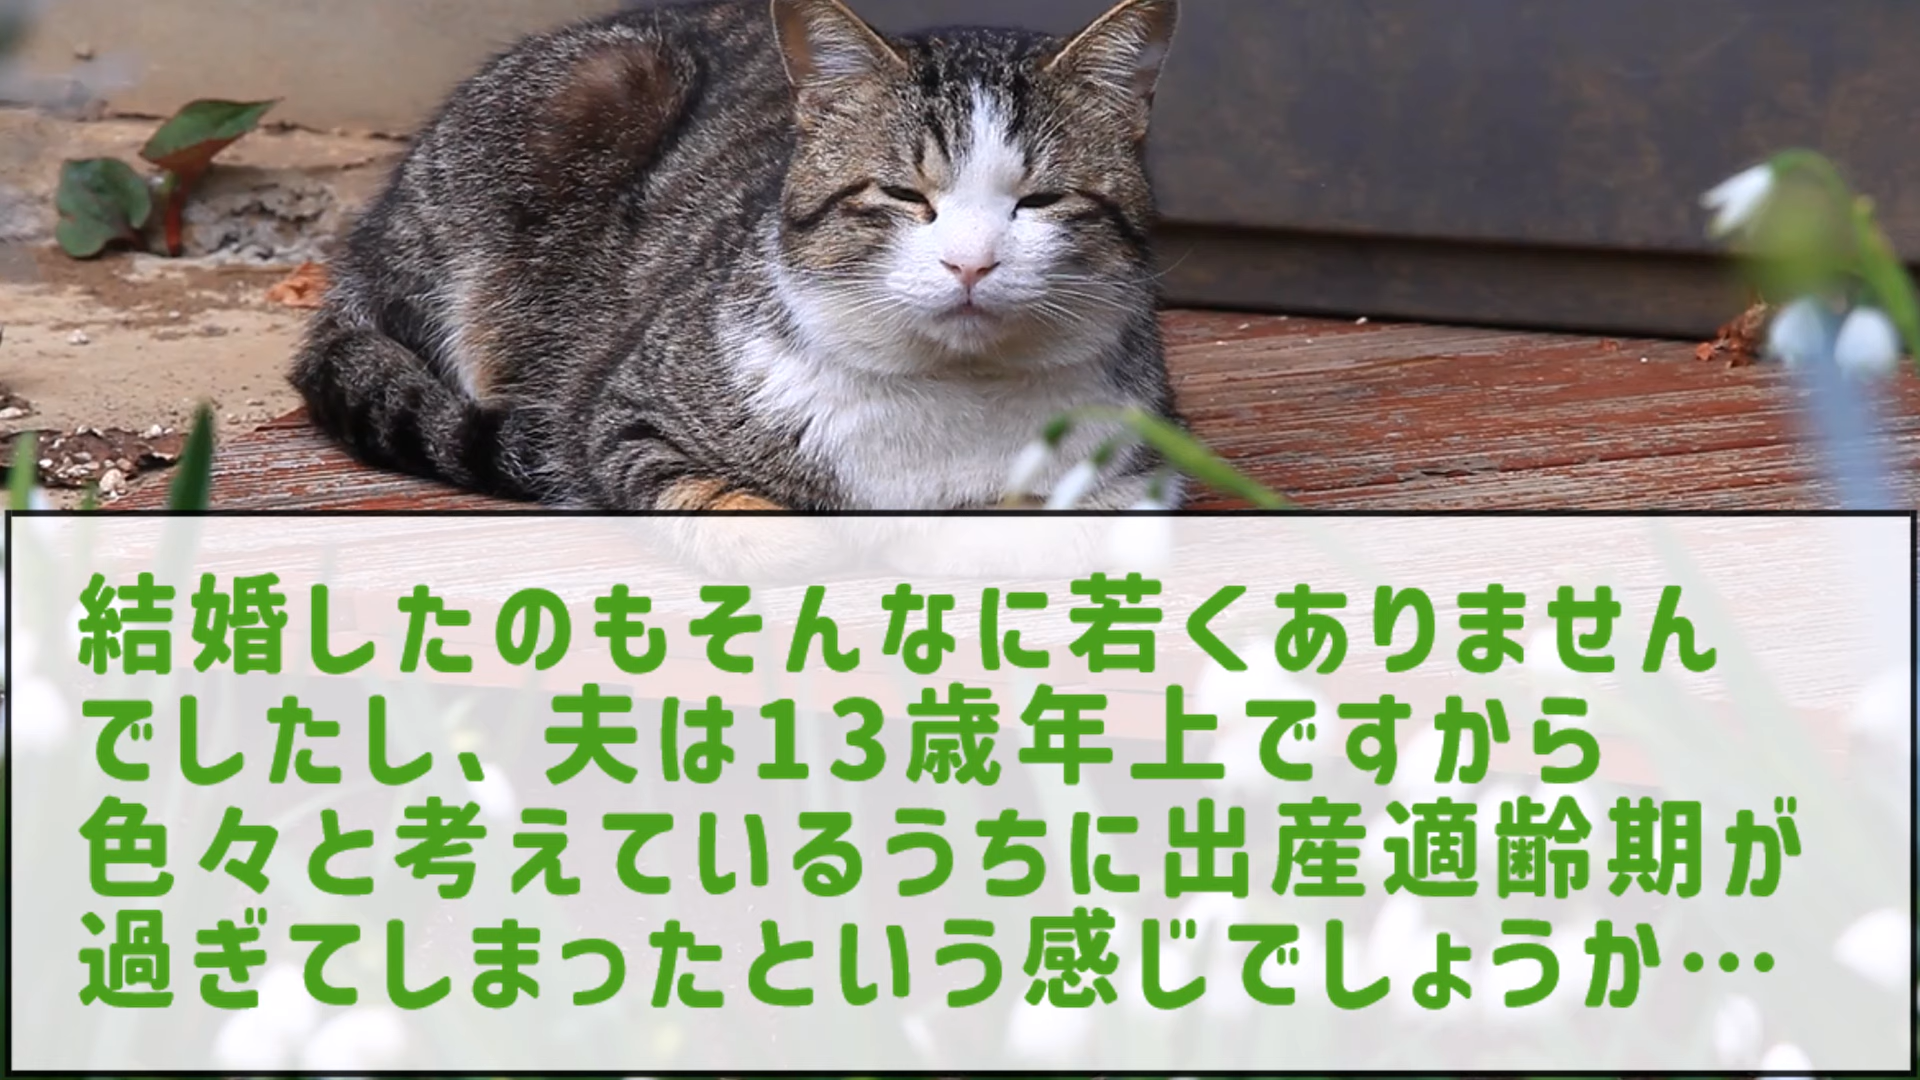 結婚したのもそんなに若くありません
でしたし、夫は13歳年上ですから
色々と考えているうちに出産適齢期が
過ぎてしまったという感じでしょうか…